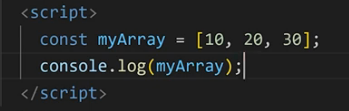 <script>
const myArray = [10, 20, 30];
console.log(myArray);
</script>